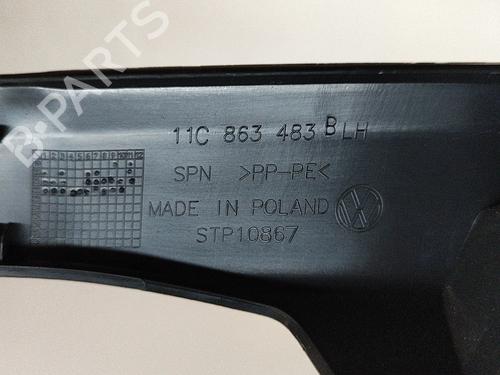 B-PARTS
11C 863 483 B LH
SPN >PP-PE<
MADE IN POLAND
STP10867